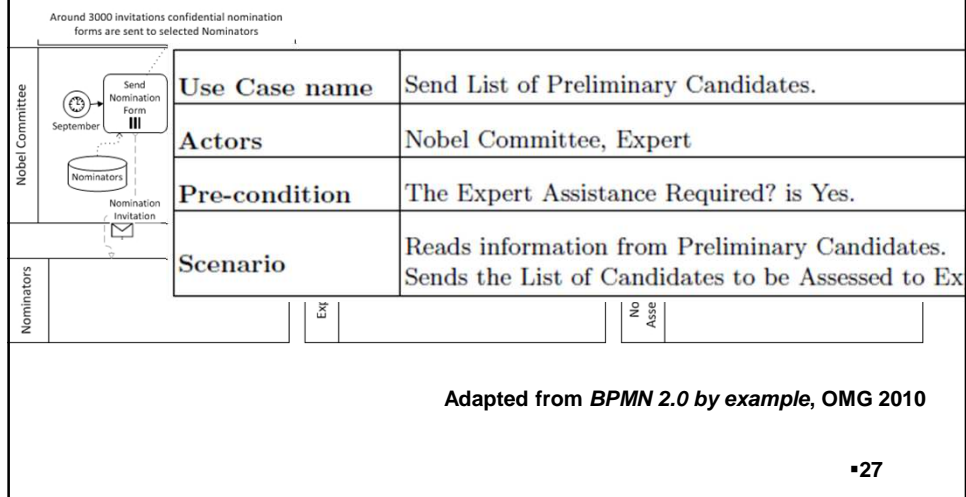 Around 3000 invitations confidential nomination
forms are sent to selected Nominators
Nobel Committee
September
Send
Nomination
Form
Nominators
Nomination
Invitation
Use Case name
Send List of Preliminary Candidates.
Actors
Nobel Committee, Expert
Pre-condition
The Expert Assistance Required? is Yes.
Scenario
Reads information from Preliminary Candidates.
Sends the List of Candidates to be Assessed to Ex
Nominators
Exp
No
Asse
Adapted from BPMN 2.0 by example, OMG 2010
▪27